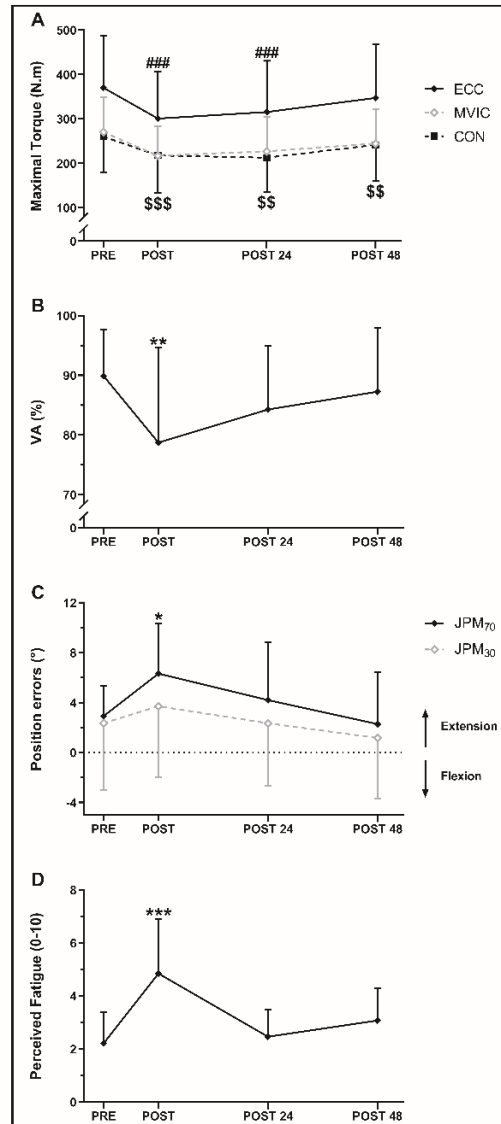 A
Maximal Torque (N.m)
500
400
300
200
100
0
###
###
$$$
$$
$$
ECC
MVIC
CON
PRE
POST
POST 24
POST 48
B
VA (%)
100
90
80
70
0
**
PRE
POST
POST 24
POST 48
C
Position errors (°)
12
8
4
0
-4
*
JPM70
JPM30
Extension
Flexion
PRE
POST
POST 24
POST 48
D
Perceived Fatigue (0-10)
8
6
4
2
0
***
PRE
POST
POST 24
POST 48